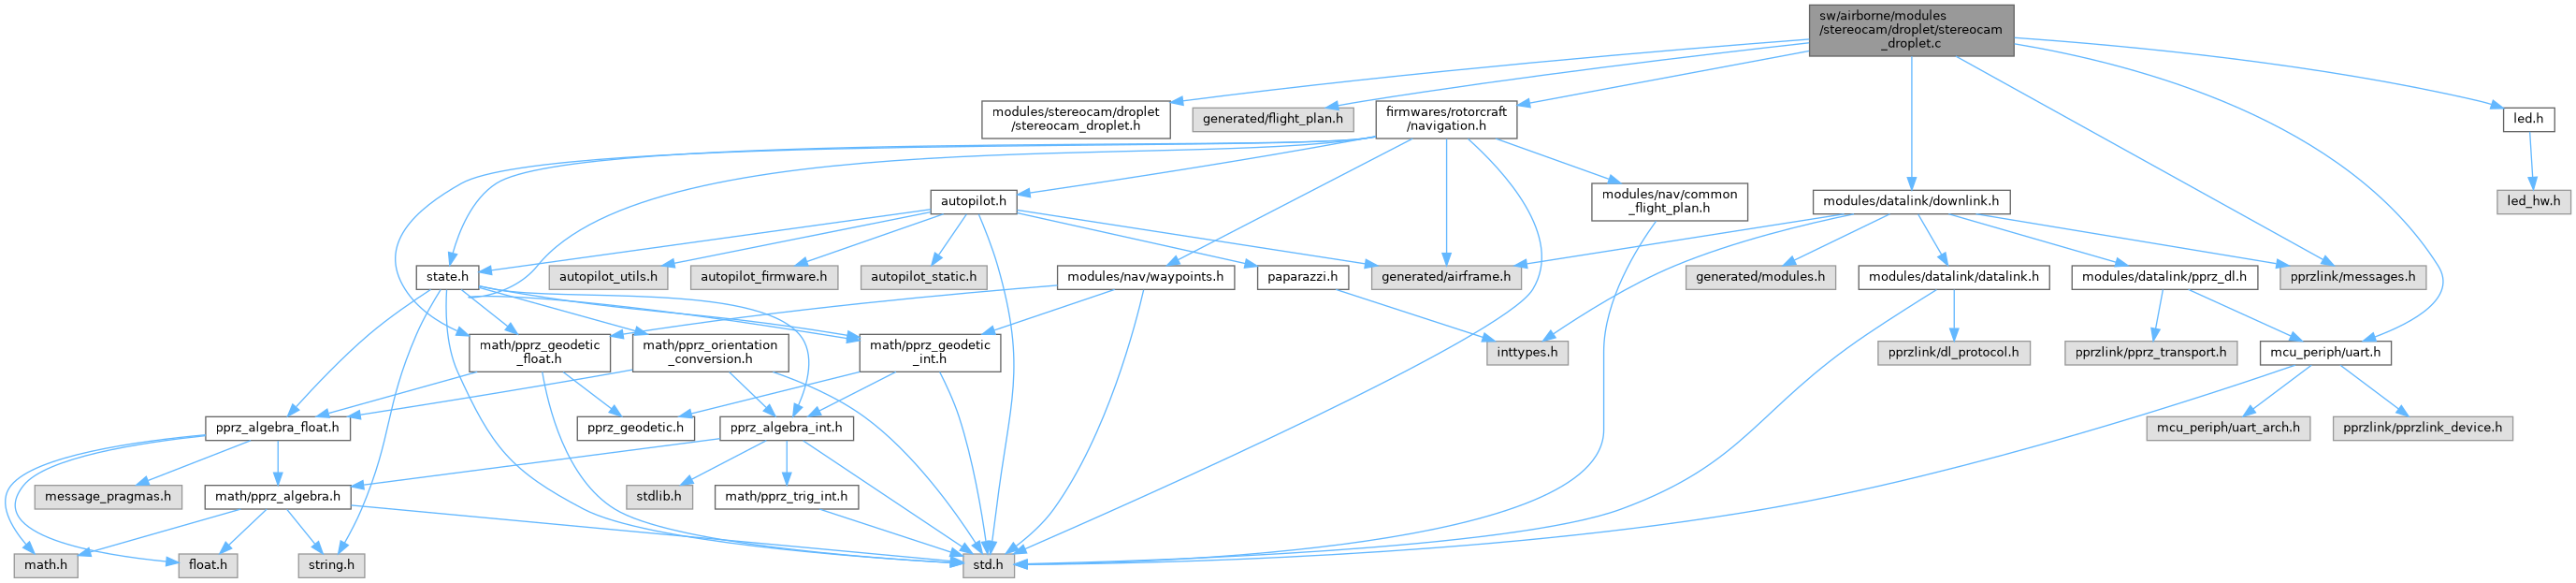 sw/airborne/modules
/stereocam/droplet/stereocam
_droplet.c
modules/stereocam/droplet
/stereocam_droplet.h
generated/flight_plan.h
firmwares/rotorcraft
/navigation.h
led.h
autopilot.h
modules/nav/common
_flight_plan.h
modules/datalink/downlink.h
led_hw.h
state.h
autopilot_utils.h
autopilot_firmware.h
autopilot_static.h
modules/nav/waypoints.h
paparazzi.h
generated/airframe.h
generated/modules.h
modules/datalink/datalink.h
modules/datalink/pprz_dl.h
pprzlink/messages.h
math/pprz_geodetic
_float.h
math/pprz_orientation
_conversion.h
math/pprz_geodetic
_int.h
inttypes.h
pprzlink/dl_protocol.h
pprzlink/pprz_transport.h
mcu_periph/uart.h
pprz_algebra_float.h
pprz_geodetic.h
pprz_algebra_int.h
mcu_periph/uart_arch.h
pprzlink/pprzlink_device.h
message_pragmas.h
math/pprz_algebra.h
stdlib.h
math/pprz_trig_int.h
math.h
float.h
string.h
std.h